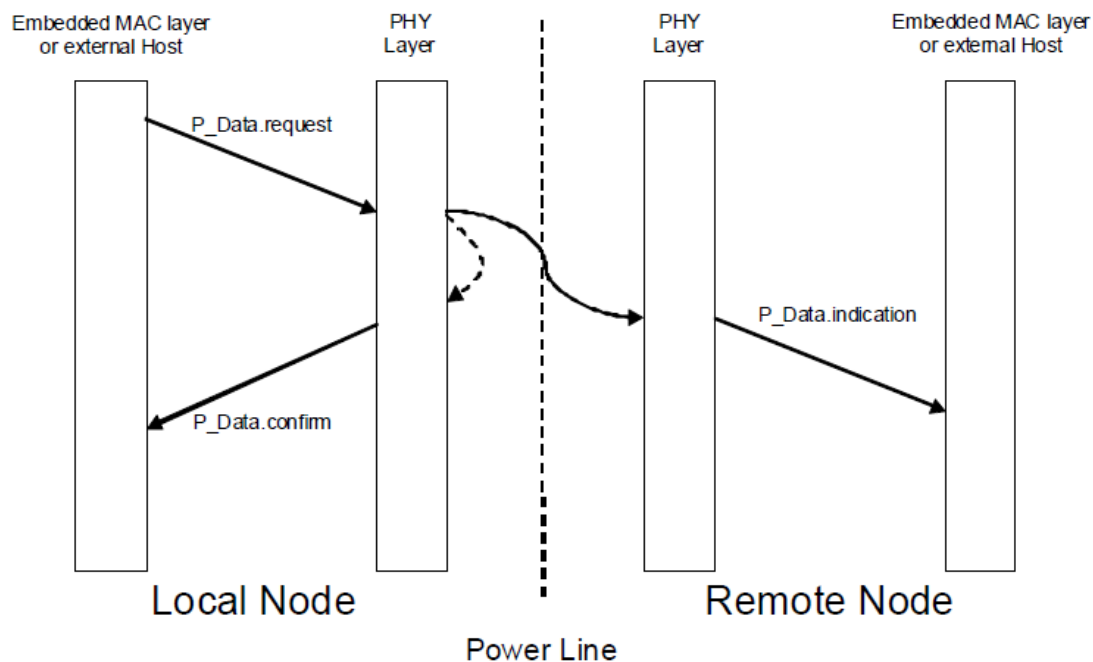 Embedded MAC layer
or external Host
PHY
Layer
PHY
Layer
Embedded MAC layer
or external Host
P_Data.request
P_Data.indication
P_Data.confirm
Local Node
Remote Node
Power Line